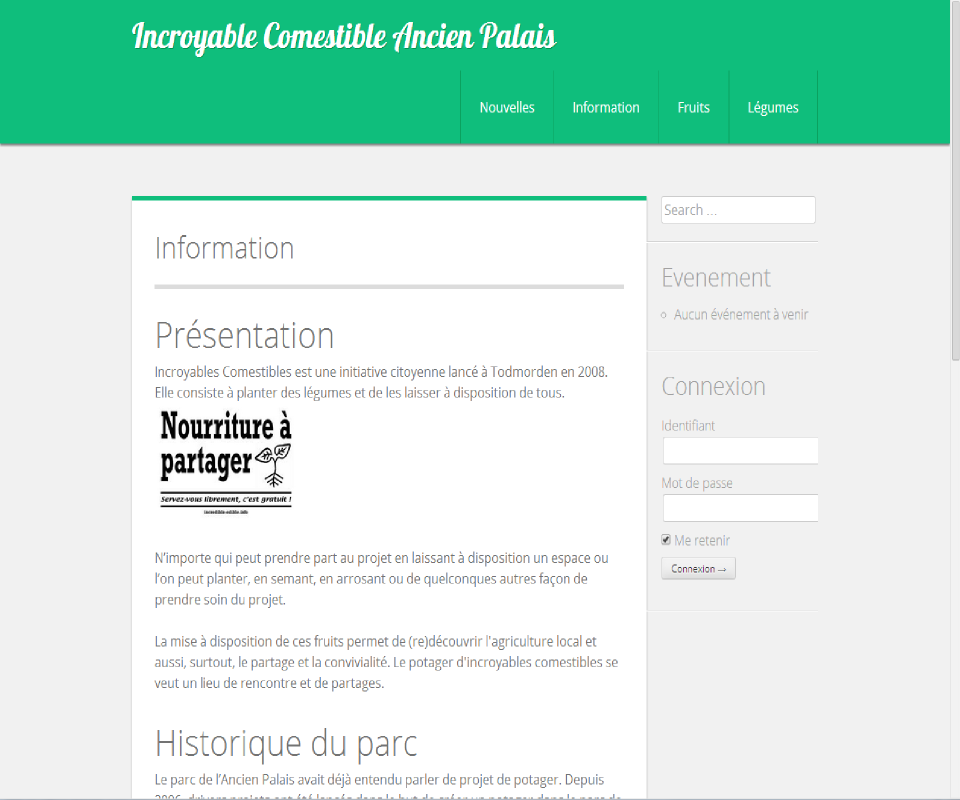 Incroyable Comestible Ancien Palais
Nouvelles Information Fruits Légumes
Information
Présentation
Incroyables Comestibles est une initiative citoyenne lancé à Todmorden en 2008.
Elle consiste à planter des légumes et de les laisser à disposition de tous.
Nourriture à
partager
Servez-vous librement, c'est gratuit !
N'importe qui peut prendre part au projet en laissant à disposition un espace ou
l'on peut planter, en semant, en arrosant ou de quelconques autres façon de
prendre soin du projet.
La mise à disposition de ces fruits permet de (re)découvrir l'agriculture local et
aussi, surtout, le partage et la convivialité. Le potager d'incroyables comestibles se
veut un lieu de rencontre et de partages.
Historique du parc
Le parc de l'Ancien Palais avait déjà entendu parler de projet de potager. Depuis
Search ...
Evenement
Aucun événement à venir
Connexion
Identifiant
Mot de passe
Me retenir
Connexion →